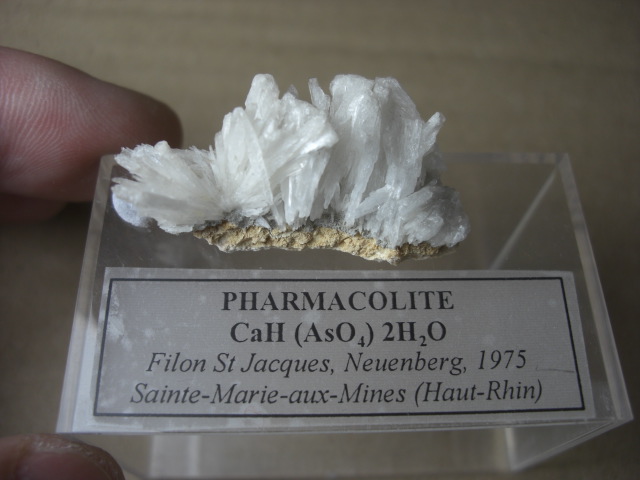 PHARMACOLITE
CaH (AsO₄) 2H₂O
Filon St Jacques, Neuenberg, 1975
Sainte-Marie-aux-Mines (Haut-Rhin)